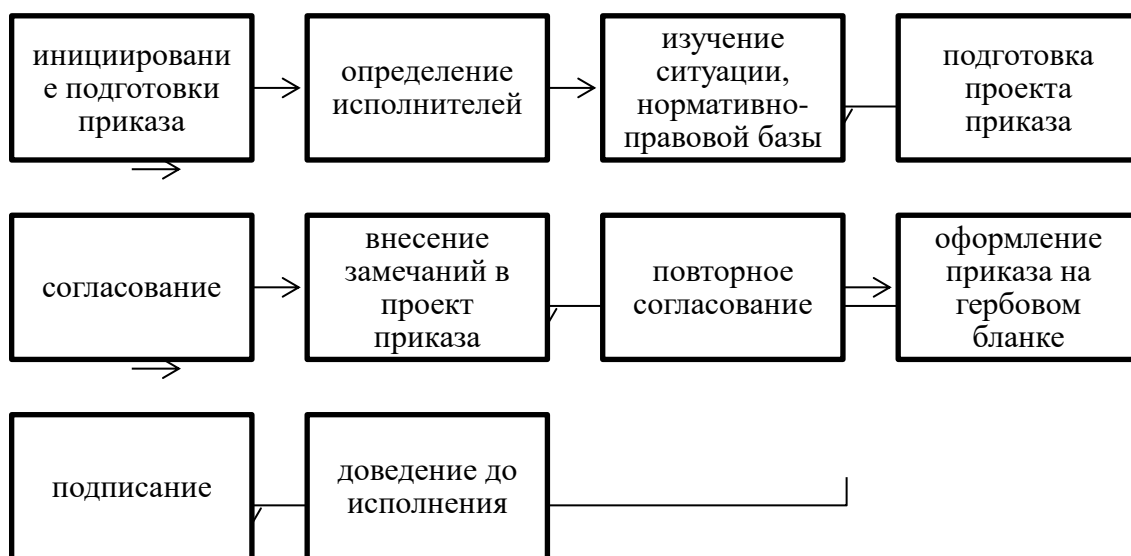 инициировани
е подготовки
приказа
определение
исполнителей
изучение
ситуации,
нормативно-
правовой базы
подготовка
проекта
приказа
согласование
внесение
замечаний в
проект
приказа
повторное
согласование
оформление
приказа на
гербовом
бланке
подписание
доведение до
исполнения